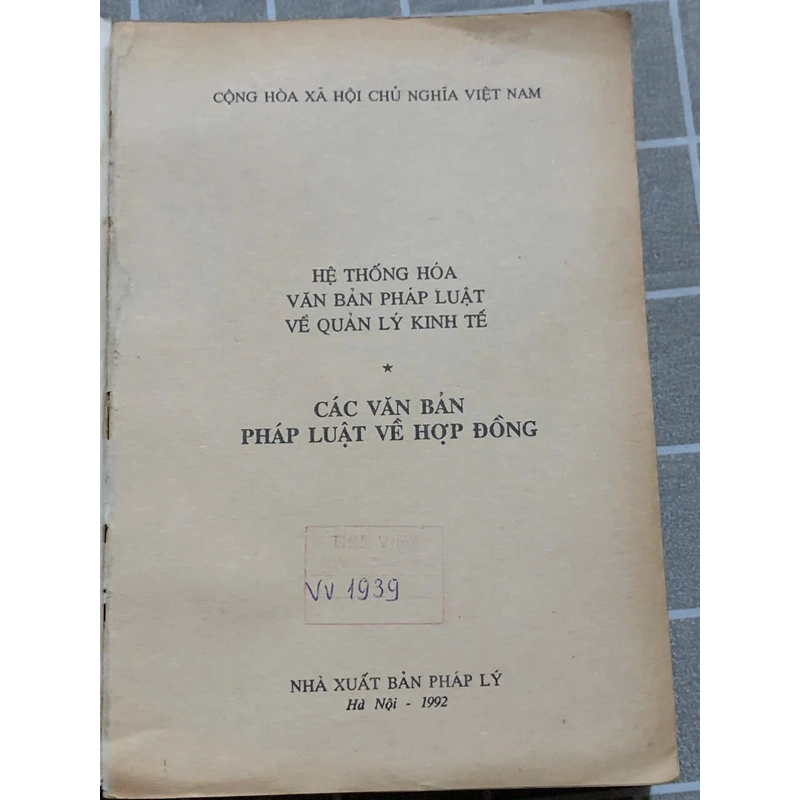 CỘNG HÒA XÃ HỘI CHỦ NGHĨA VIỆT NAM
HỆ THỐNG HÓA
VĂN BẢN PHÁP LUẬT
VỀ QUẢN LÝ KINH TẾ
★
CÁC VĂN BẢN
PHÁP LUẬT VỀ HỢP ĐỒNG
THƯ VIỆN
VV 1939
NHÀ XUẤT BẢN PHÁP LÝ
Hà Nội - 1992